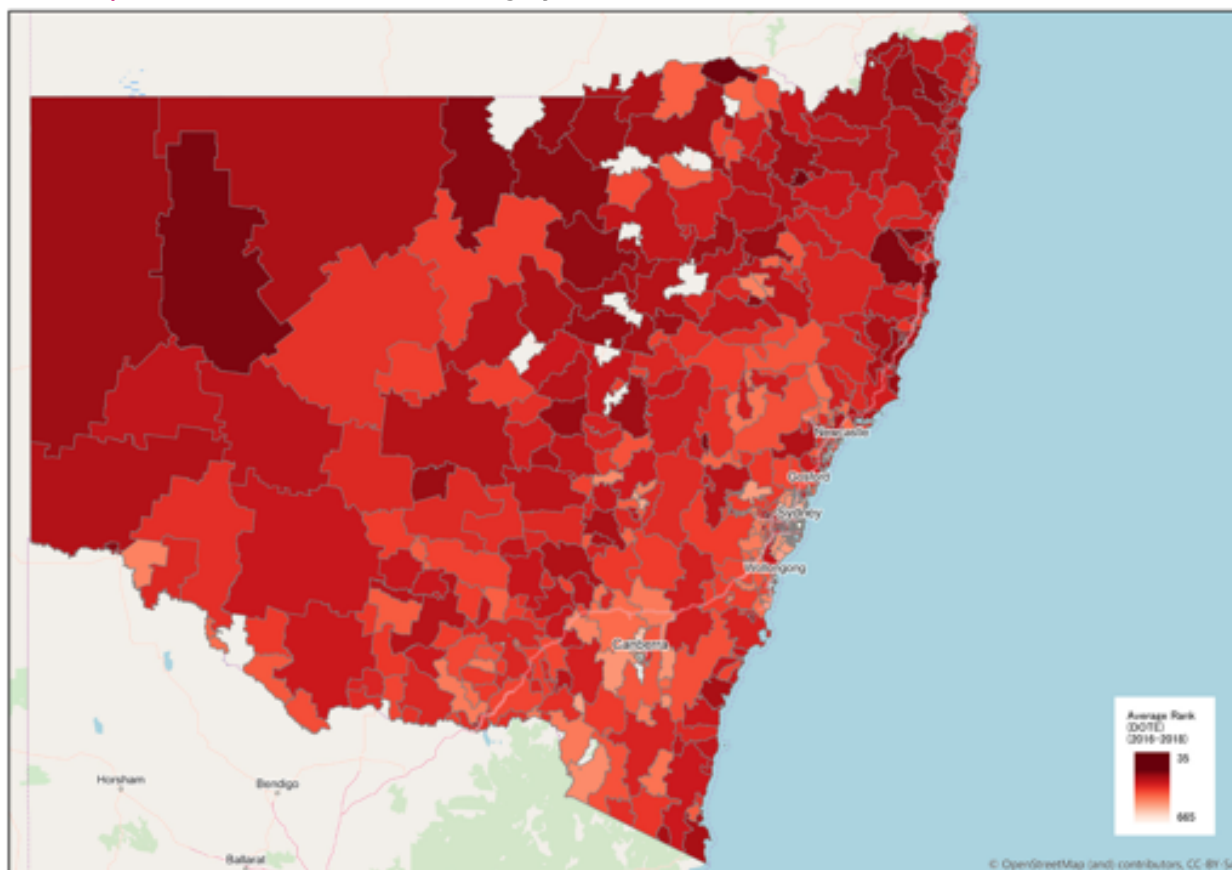 Newcastle
Gosford
Sydney
Wollongong
Canberra
Average Rank
(DOTE)
(2016-2018)
35
665
Horsham
Bendigo
Ballarat
© OpenStreetMap (and) contributors, CC-BY-S